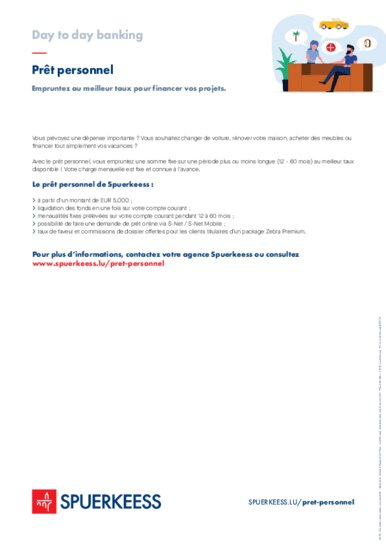 Day to day banking
Prêt personnel
Empruntez au meilleur taux pour financer vos projets.
Vous prévoyez une dépense importante ? Vous souhaitez changer de voiture, rénover votre maison, acheter des meubles ou
financer tout simplement vos vacances ?
Avec le prêt personnel, vous empruntez une somme fixe sur une période plus ou moins longue (12 - 60 mois) au meilleur taux
disponible ! Votre charge mensuelle est fixe et connue à l'avance.
Le prêt personnel de Spuerkeess :
> à partir d'un montant de EUR 5.000 ;
> liquidation des fonds en une fois sur votre compte courant ;
> mensualités fixes prélevées sur votre compte courant pendant 12 à 60 mois ;
> possibilité de faire une demande de prêt online via S-Net / S-Net Mobile ;
> taux de faveur et commissions de dossier offertes pour les clients titulaires d'un package Zebra Premium.
Pour plus d'informations, contactez votre agence Spuerkeess ou consultez
www.spuerkeess.lu/pret-personnel
SPUERKEESS
SPUERKEESS.LU/pret-personnel